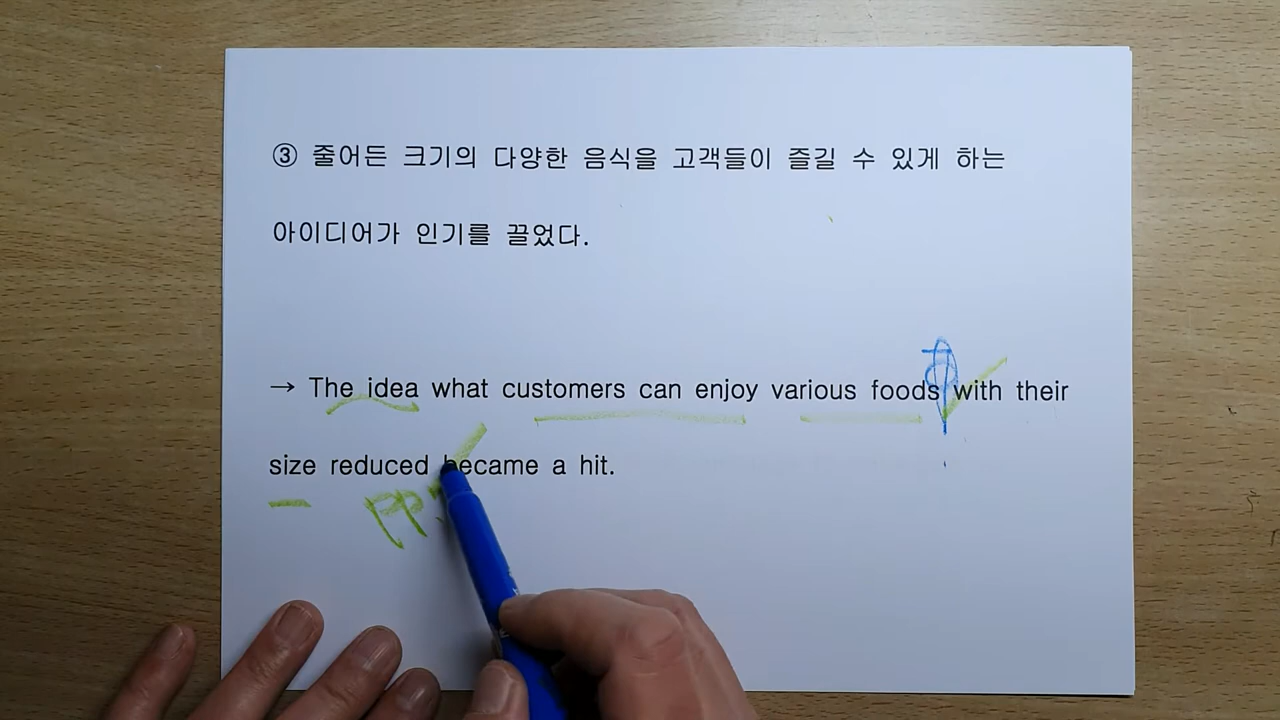 ③ 줄어든 크기의 다양한 음식을 고객들이 즐길 수 있게 하는
아이디어가 인기를 끌었다.
→ The idea what customers can enjoy various foods with their
size reduced became a hit.